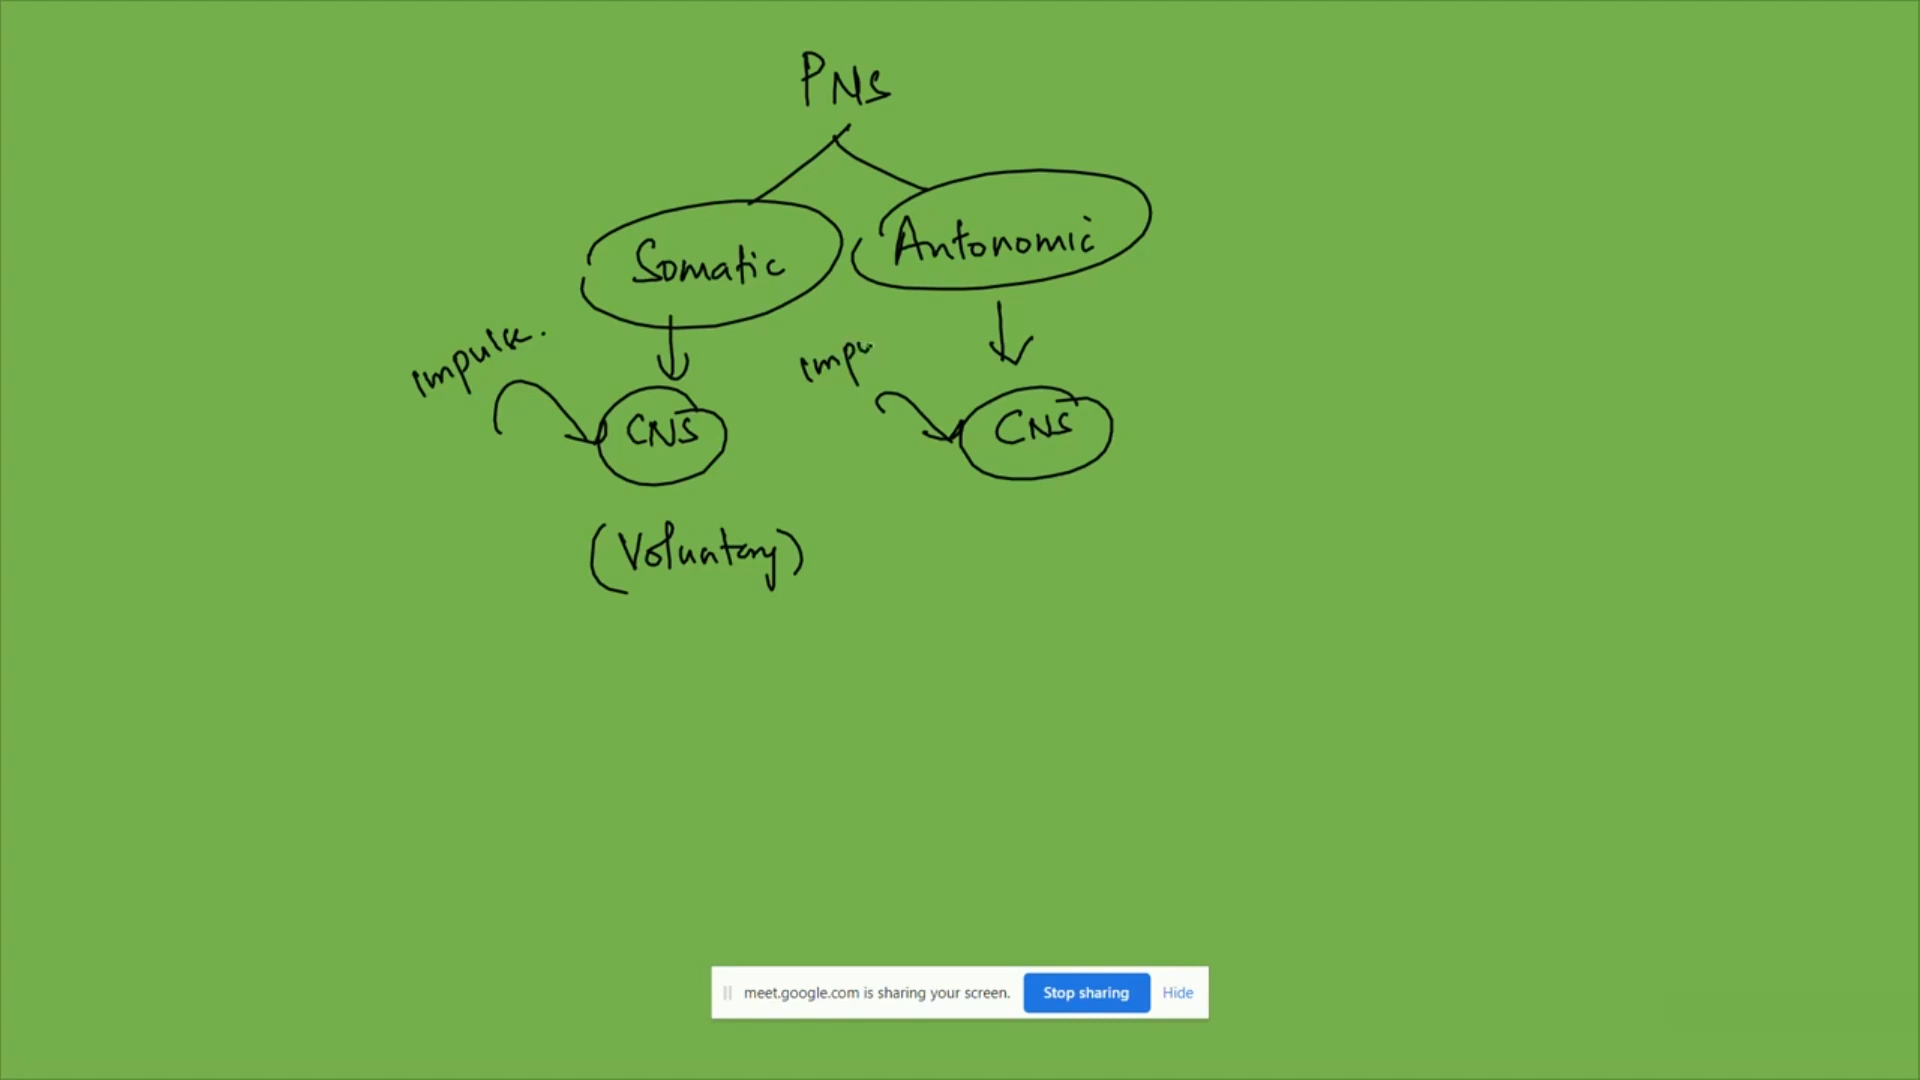 PNS
Somatic
Autonomic
impulse.
impu
CNS
CNS
(Voluntary)
meet.google.com is sharing your screen.
Stop sharing
Hide